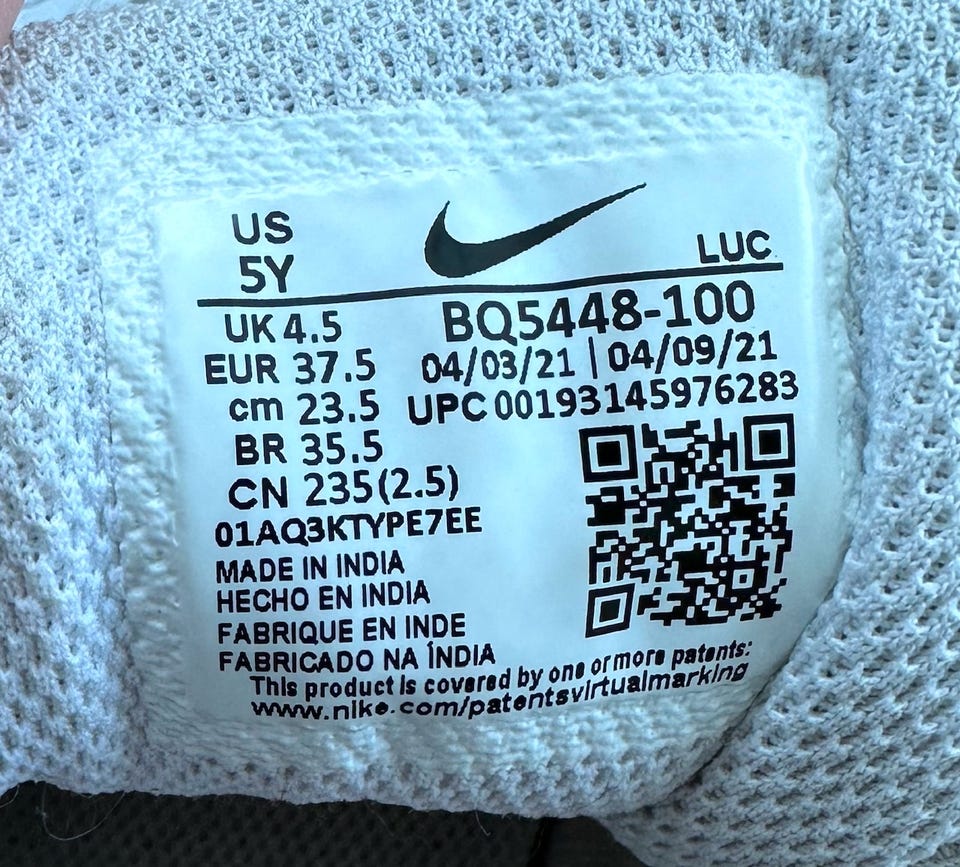 US
5Y
LUC
UK 4.5
BQ5448-100
EUR 37.5
04/03/21 | 04/09/21
cm 23.5
UPC 00193145976283
BR 35.5
CN 235(2.5)
01AQ3KTYPE7EE
MADE IN INDIA
HECHO EN INDIA
FABRIQUE EN INDE
FABRICADO NA ÍNDIA
This product is covered by one or more patents:
www.nike.com/patentsvirtualmarking